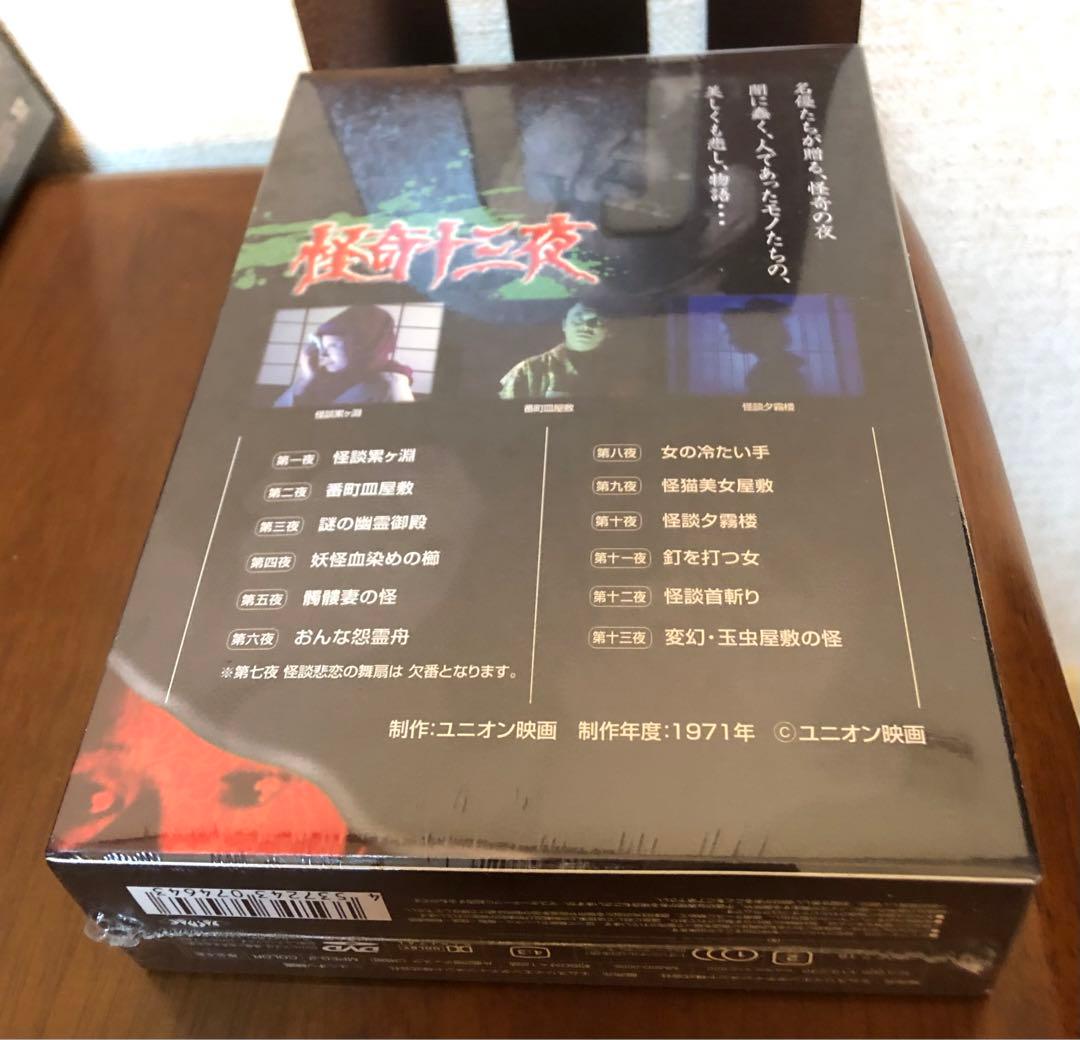 名優たちが贈る、怪奇の夜
闇に蠢く、人であったモノたちの、
美しくも悲しい、物語・・・
怪奇十三夜
怪談累ヶ淵
番町皿屋敷
怪談夕霧楼
第一夜 怪談累ヶ淵
第二夜 番町皿屋敷
第三夜 謎の幽霊御殿
第四夜 妖怪血染めの櫛
第五夜 髑髏妻の怪
第六夜 おんな怨霊舟
※第七夜 怪談悲恋の舞扇は 欠番となります。
第八夜 女の冷たい手
第九夜 怪猫美女屋敷
第十夜 怪談夕霧楼
第十一夜 釘を打つ女
第十二夜 怪談首斬り
第十三夜 変幻・玉虫屋敷の怪
制作:ユニオン映画 制作年度:1971年 ©ユニオン映画
4 537243 074643
DVD
4:3
MPEG-2 COLOR
2